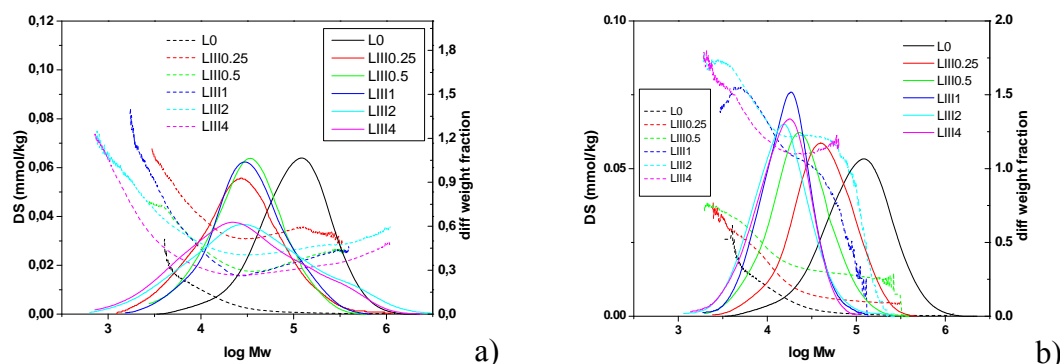 0,12
0,10
0,08
0,06
0,04
0,02
0,00
DS (mmol/kg)
L0
LIII0.25
LIII0.5
LIII1
LIII2
LIII4
L0
LIII0.25
LIII0.5
LIII1
LIII2
LIII4
1,8
1,5
1,2
0,9
0,6
0,3
0,0
diff weight fraction
3 4 5 6
log Mw
a)
0.10
0.05
0.00
DS (mmol/kg)
L0
LIII0.25
LIII0.5
LIII1
LIII2
LIII4
L0
LIII0.25
LIII0.5
LIII1
LIII2
LIII4
2.0
1.5
1.0
0.5
0.0
diff weight fraction
3 4 5 6
log Mw
b)